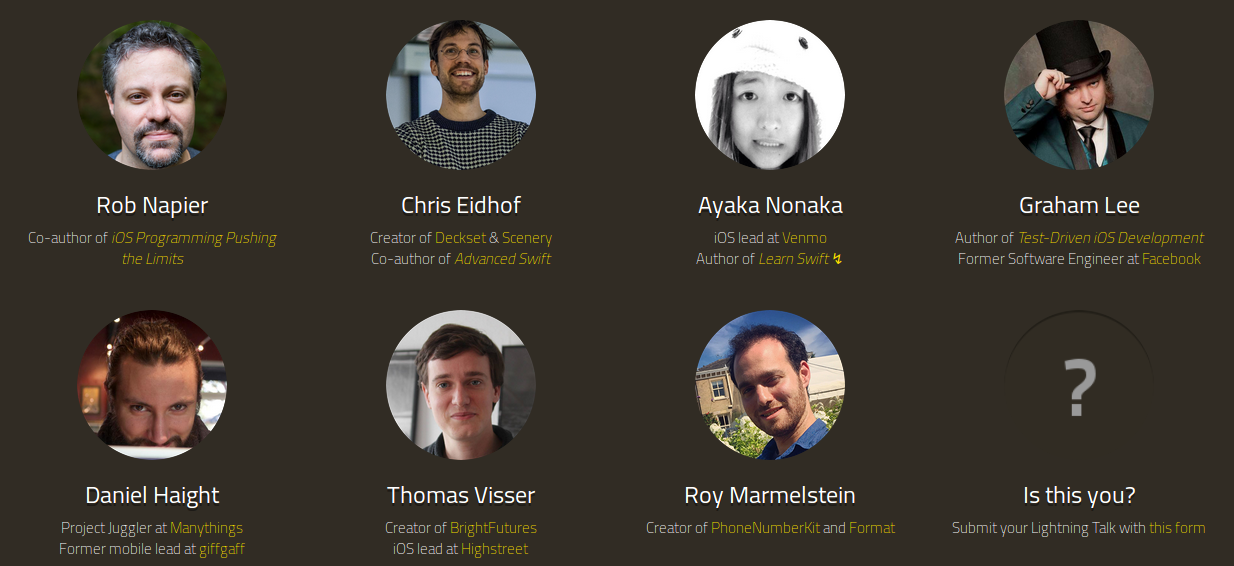 Rob Napier
Co-author of iOS Programming Pushing
the Limits
Chris Eidhof
Creator of Deckset & Scenery
Co-author of Advanced Swift
Ayaka Nonaka
iOS lead at Venmo
Author of Learn Swift ↯
Graham Lee
Author of Test-Driven iOS Development
Former Software Engineer at Facebook
Daniel Haight
Project Juggler at Manythings
Former mobile lead at giffgaff
Thomas Visser
Creator of BrightFutures
iOS lead at Highstreet
Roy Marmelstein
Creator of PhoneNumberKit and Format
?
Is this you?
Submit your Lightning Talk with this form